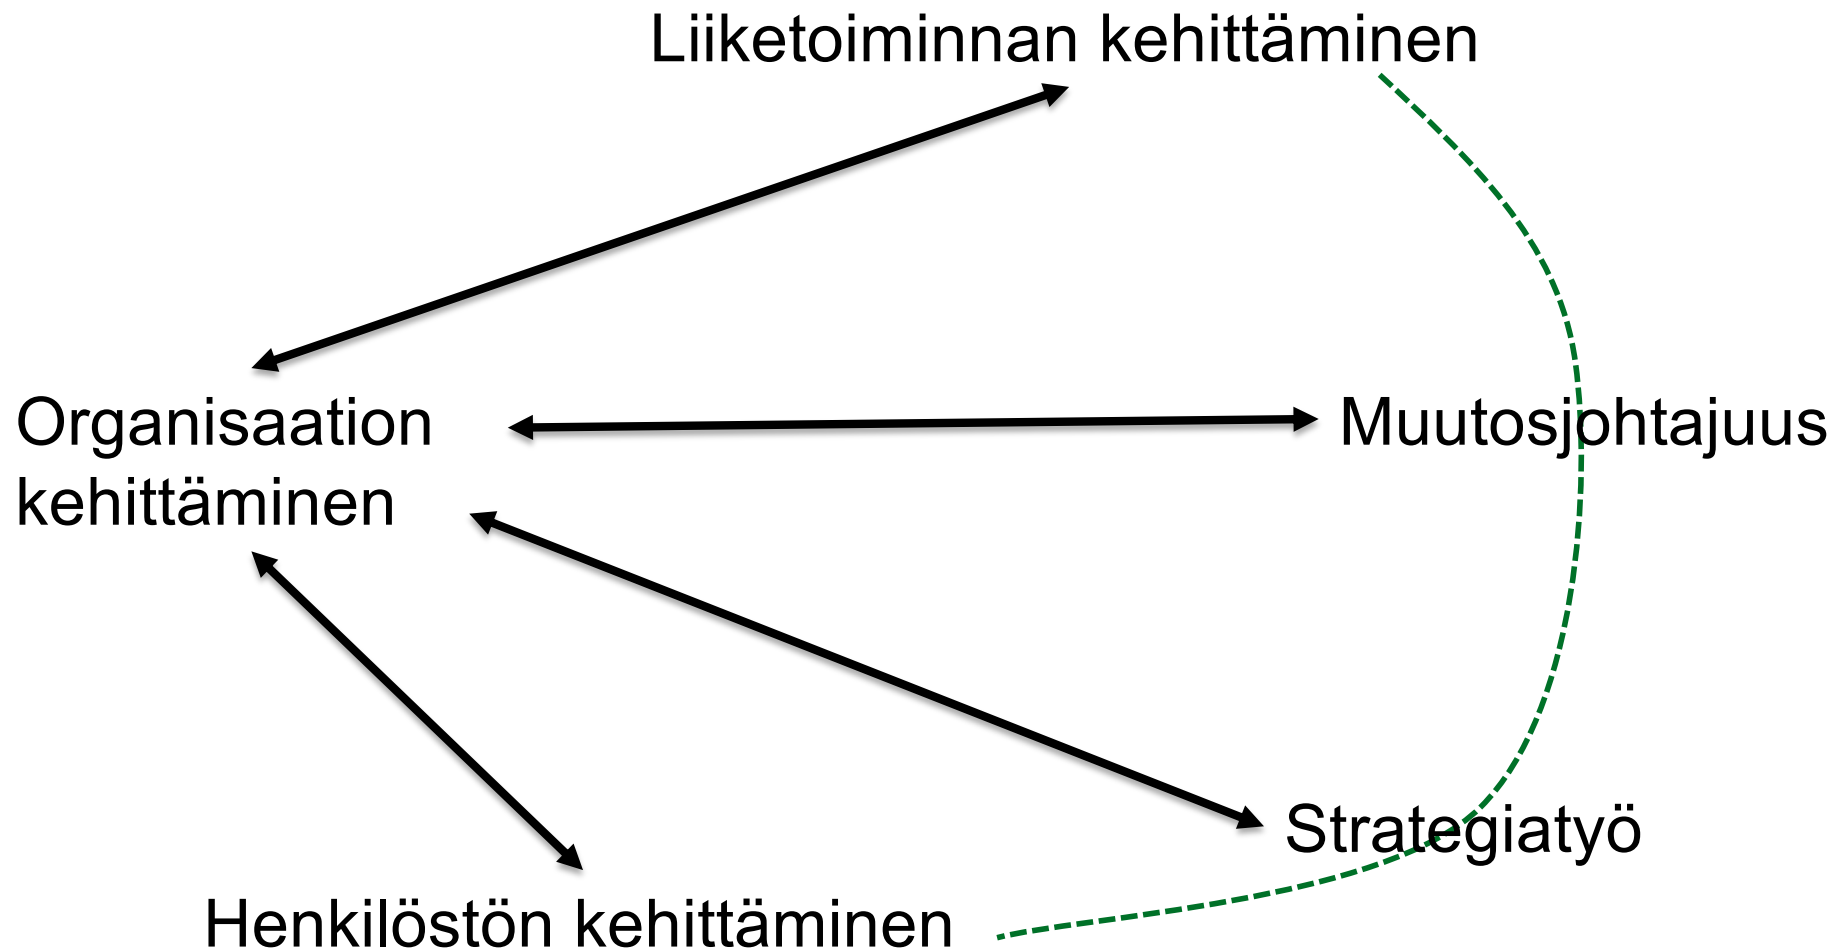 Liiketoiminnan kehittäminen
Organisaation
kehittäminen
Muutosjohtajuus
Strategiatyö
Henkilöstön kehittäminen